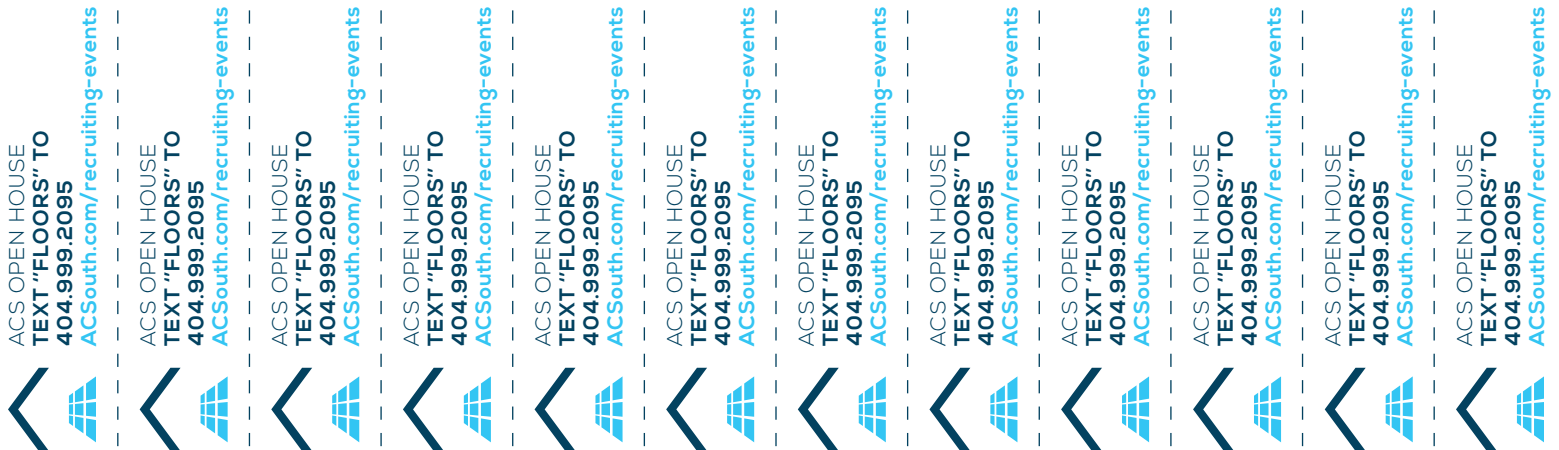 ACS OPEN HOUSE
TEXT "FLOORS" TO
404.999.2095
ACSouth.com/recruiting-events
ACS OPEN HOUSE
TEXT "FLOORS" TO
404.999.2095
ACSouth.com/recruiting-events
ACS OPEN HOUSE
TEXT "FLOORS" TO
404.999.2095
ACSouth.com/recruiting-events
ACS OPEN HOUSE
TEXT "FLOORS" TO
404.999.2095
ACSouth.com/recruiting-events
ACS OPEN HOUSE
TEXT "FLOORS" TO
404.999.2095
ACSouth.com/recruiting-events
ACS OPEN HOUSE
TEXT "FLOORS" TO
404.999.2095
ACSouth.com/recruiting-events
ACS OPEN HOUSE
TEXT "FLOORS" TO
404.999.2095
ACSouth.com/recruiting-events
ACS OPEN HOUSE
TEXT "FLOORS" TO
404.999.2095
ACSouth.com/recruiting-events
ACS OPEN HOUSE
TEXT "FLOORS" TO
404.999.2095
ACSouth.com/recruiting-events
ACS OPEN HOUSE
TEXT "FLOORS" TO
404.999.2095
ACSouth.com/recruiting-events
ACS OPEN HOUSE
TEXT "FLOORS" TO
404.999.2095
ACSouth.com/recruiting-events
ACS OPEN HOUSE
TEXT "FLOORS" TO
404.999.2095
ACSouth.com/recruiting-events